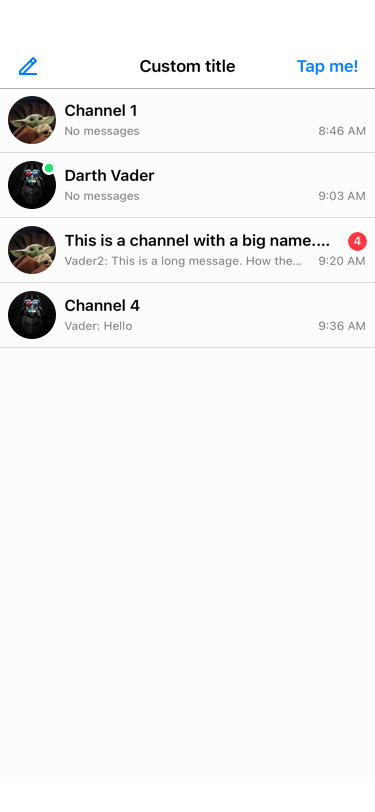 Custom title
Tap me!
Channel 1
No messages
8:46 AM
Darth Vader
No messages
9:03 AM
This is a channel with a big name....
4
Vader2: This is a long message. How the...
9:20 AM
Channel 4
Vader: Hello
9:36 AM